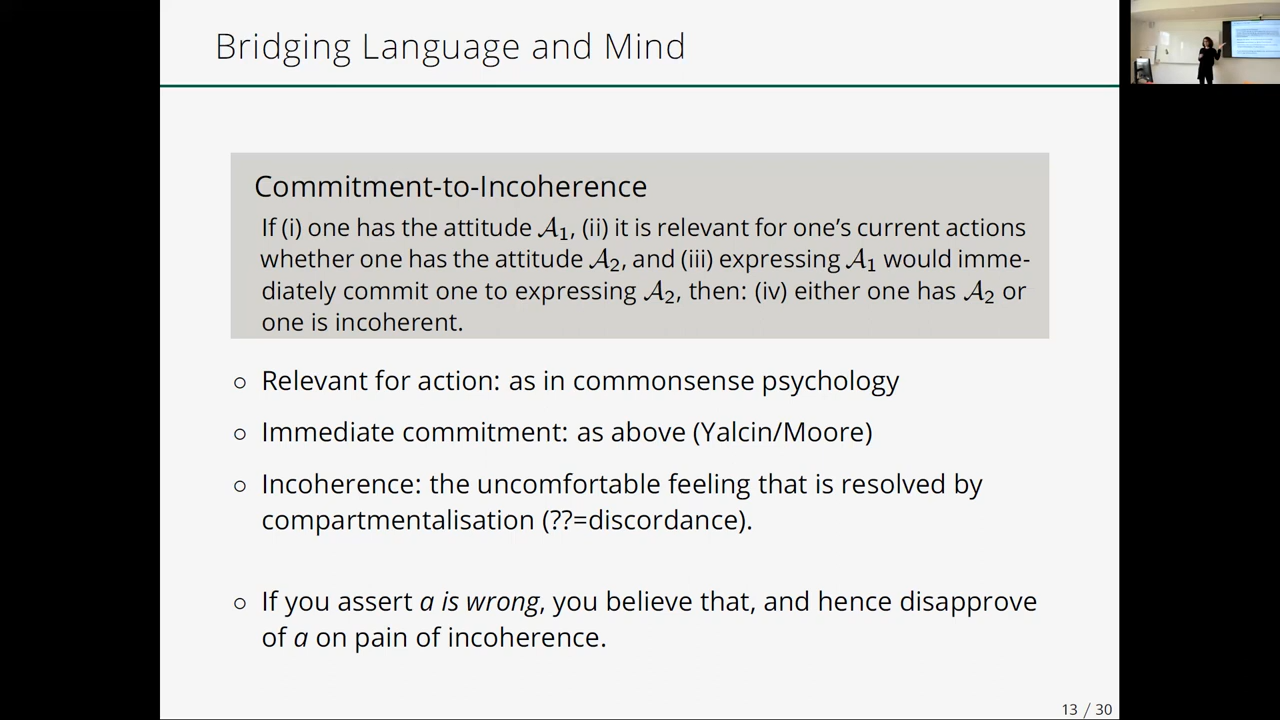 Bridging Language and Mind
Commitment-to-Incoherence
If (i) one has the attitude 𝒜₁, (ii) it is relevant for one’s current actions
whether one has the attitude 𝒜₂, and (iii) expressing 𝒜₁ would imme-
diately commit one to expressing 𝒜₂, then: (iv) either one has 𝒜₂ or
one is incoherent.
○ Relevant for action: as in commonsense psychology
○ Immediate commitment: as above (Yalcin/Moore)
○ Incoherence: the uncomfortable feeling that is resolved by
compartmentalisation (??=discordance).
○ If you assert a is wrong, you believe that, and hence disapprove
of a on pain of incoherence.
13 / 30